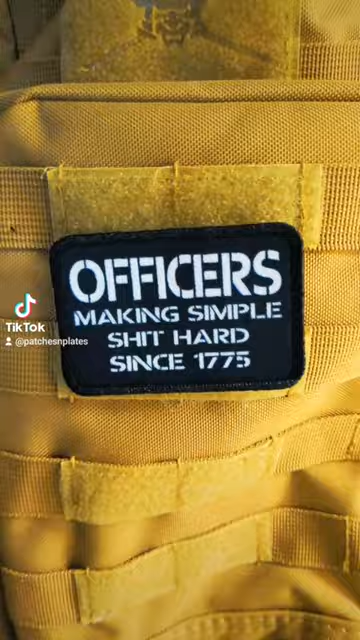 OFFICERS
MAKING SIMPLE
SHIT HARD
SINCE 1775
TikTok
@patchesnplates